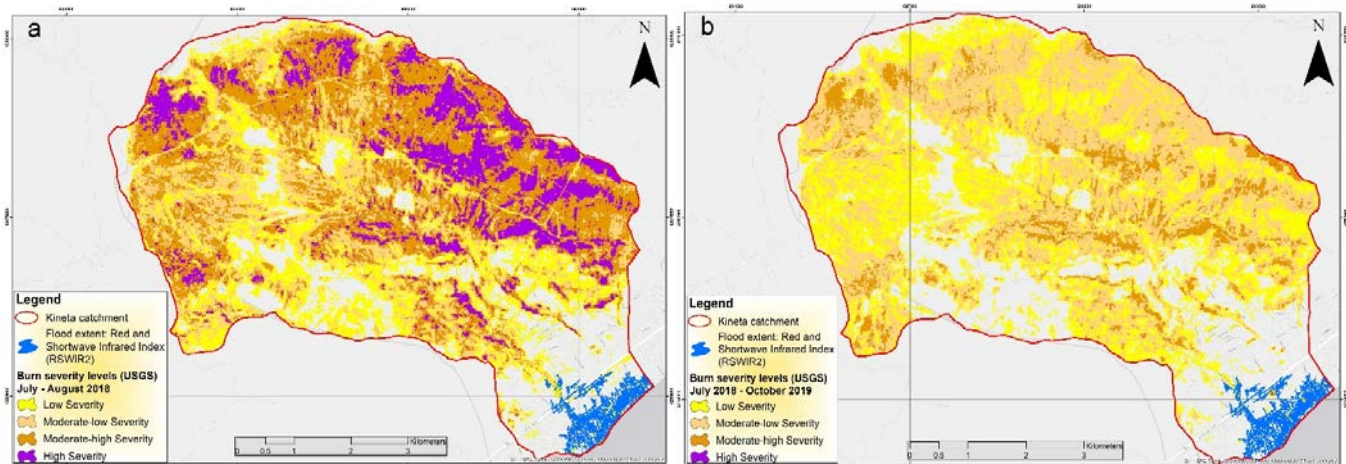 a
N
Legend
Kineta catchment
Flood extent: Red and
Shortwave Infrared Index
(RSWIR2)
Burn severity levels (USGS)
July - August 2018
Low Severity
Moderate-low Severity
Moderate-high Severity
High Severity
0 0.5 1 2 3
Kilometers
b
N
Legend
Kineta catchment
Flood extent: Red and
Shortwave Infrared Index
(RSWIR2)
Burn severity levels (USGS)
July 2018 - October 2019
Low Severity
Moderate-low Severity
Moderate-high Severity
High Severity
0 0.5 1 2 3
Kilometers